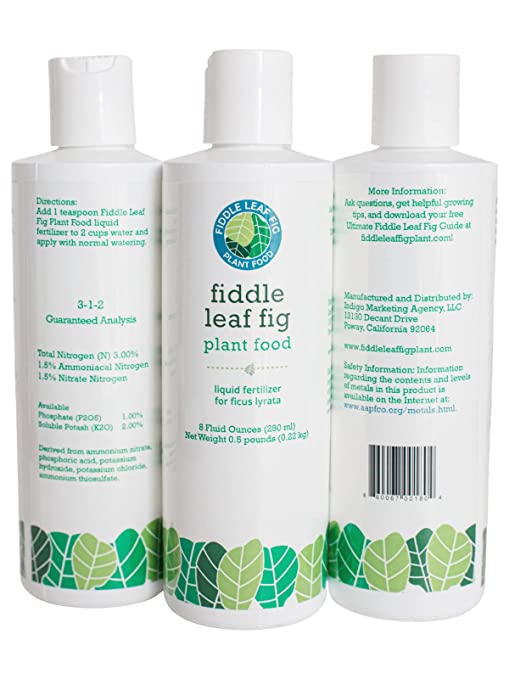 Directions:
Add 1 teaspoon Fiddle Leaf
Fig Plant Food liquid
fertilizer to 2 cups water and
apply with normal watering.
3-1-2
Guaranteed Analysis
Total Nitrogen (N) 3.00%
1.5% Ammoniacal Nitrogen
1.5% Nitrate Nitrogen
Available
Phosphate (P2O5) 1.00%
Soluble Potash (K2O) 2.00%
Derived from ammonium nitrate,
phosphoric acid, potassium
hydroxide, potassium chloride,
ammonium thiosulfate.
FIDDLE LEAF FIG
PLANT FOOD
fiddle
leaf fig
plant food
liquid fertilizer
for ficus lyrata
8 Fluid Ounces (250 ml)
Net Weight 0.5 pounds (0.22 kg)
More Information:
Ask questions, get helpful growing
tips, and download your free
Ultimate Fiddle Leaf Fig Guide at
fiddleleaffigplant.com!
Manufactured and Distributed by:
Indigo Marketing Agency, LLC
13130 Decant Drive
Poway, California 92064
www.fiddleleaffigplant.com
Safety Information: Information
regarding the contents and levels
of metals in this product is
available on the Internet at:
www.aapfco.org/metals.html.